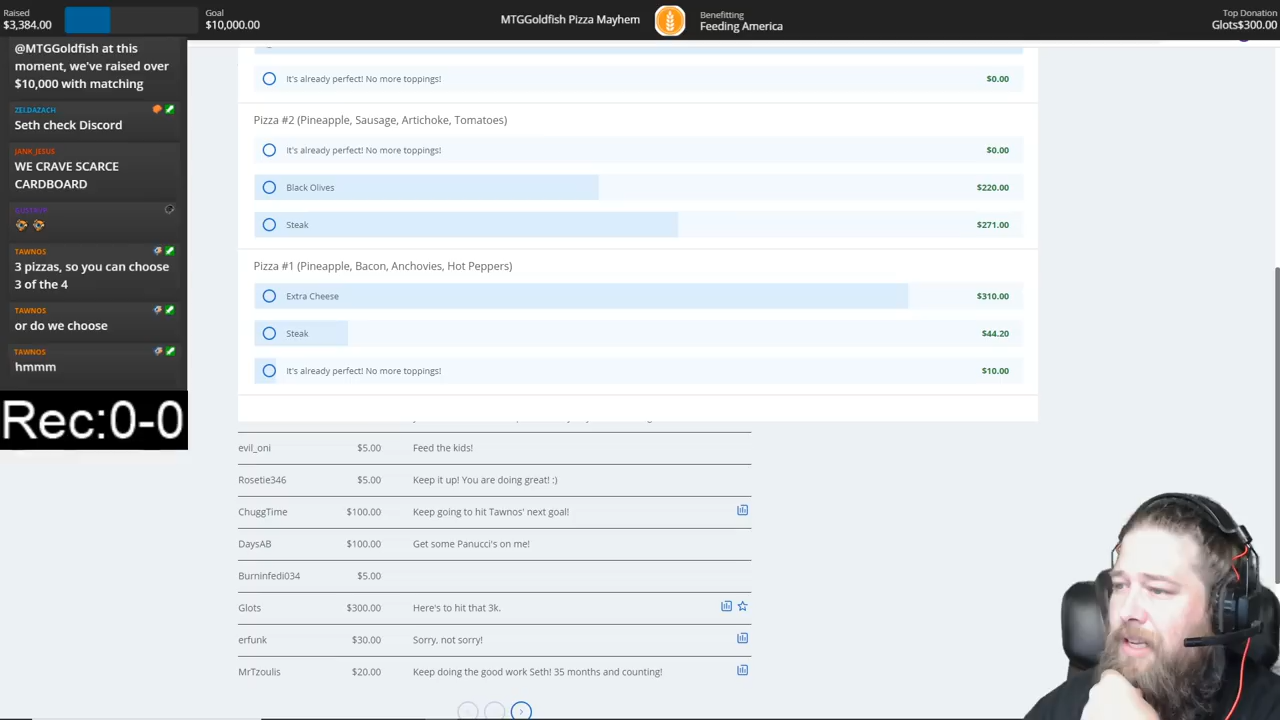 Raised
$3,384.00
Goal
$10,000.00
MTGGoldfish Pizza Mayhem
Benefitting
Feeding America
Top Donation
Glots$300.00
@MTGGoldfish at this
moment, we've raised over
$10,000 with matching
ZELDAZACH
Seth check Discord
JANK_JESUS
WE CRAVE SCARCE
CARDBOARD
TAWNOS
3 pizzas, so you can choose
3 of the 4
TAWNOS
or do we choose
TAWNOS
hmmm
Rec:0-0
It's already perfect! No more toppings! $0.00
Pizza #2 (Pineapple, Sausage, Artichoke, Tomatoes)
It's already perfect! No more toppings! $0.00
Black Olives $220.00
Steak $271.00
Pizza #1 (Pineapple, Bacon, Anchovies, Hot Peppers)
Extra Cheese $310.00
Steak $44.20
It's already perfect! No more toppings! $10.00
evil_oni $5.00 Feed the kids!
Rosetie346 $5.00 Keep it up! You are doing great! :)
ChuggTime $100.00 Keep going to hit Tawnos' next goal!
DaysAB $100.00 Get some Panucci's on me!
Burninfedi034 $5.00
Glots $300.00 Here's to hit that 3k.
erfunk $30.00 Sorry, not sorry!
MrTzoulis $20.00 Keep doing the good work Seth! 35 months and counting!